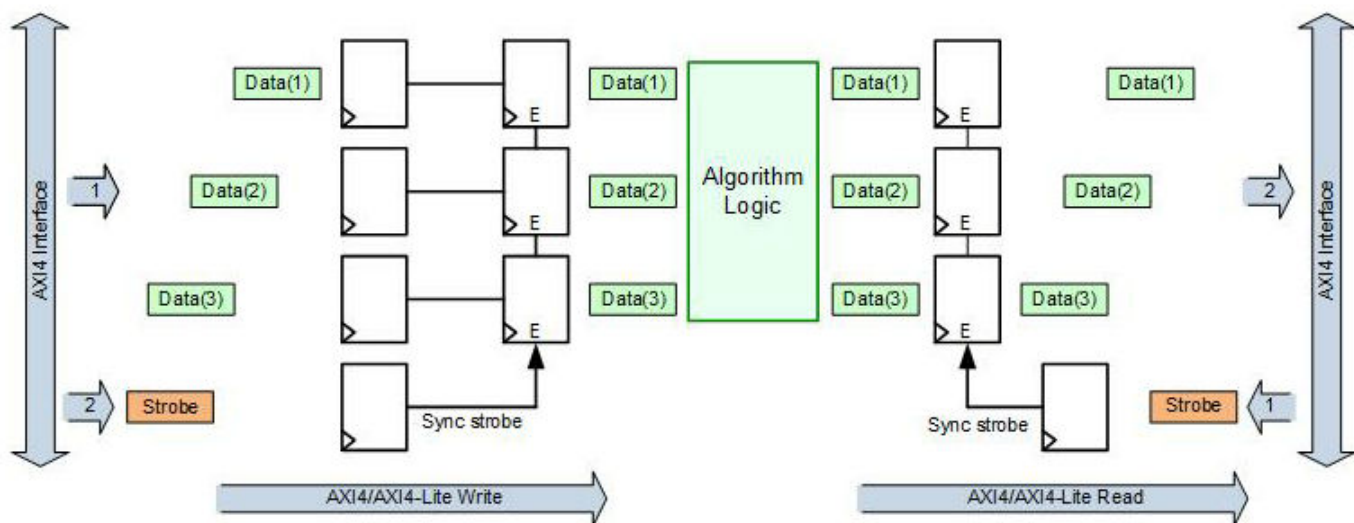 AXI4 Interface
1
2
Data(1)
Data(2)
Data(3)
Strobe
E
E
E
Sync strobe
Data(1)
Data(2)
Data(3)
Algorithm
Logic
Data(1)
Data(2)
Data(3)
E
E
E
Sync strobe
Data(1)
Data(2)
Data(3)
Strobe
2
1
AXI4 Interface
AXI4/AXI4-Lite Write
AXI4/AXI4-Lite Read